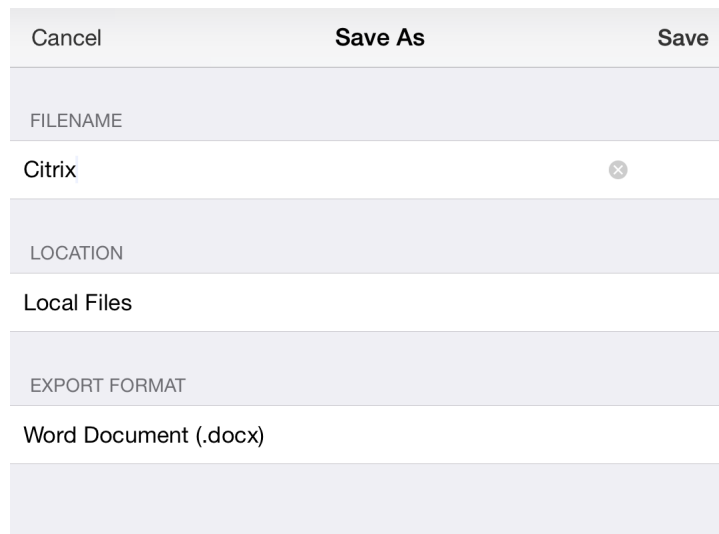 Cancel Save As Save
FILENAME
Citrix
LOCATION
Local Files
EXPORT FORMAT
Word Document (.docx)